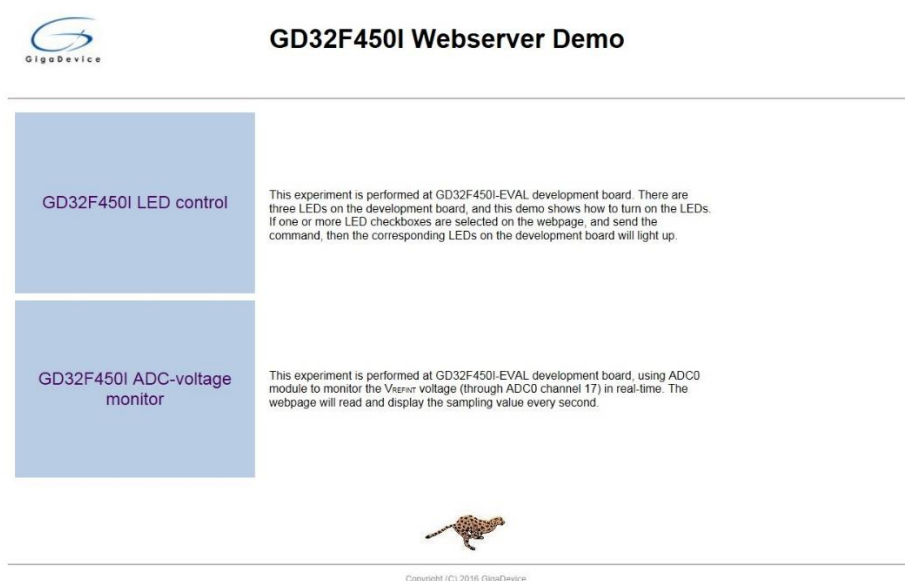 GigaDevice
GD32F450I Webserver Demo
GD32F450I LED control
This experiment is performed at GD32F450I-EVAL development board. There are
three LEDs on the development board, and this demo shows how to turn on the LEDs.
If one or more LED checkboxes are selected on the webpage, and send the
command, then the corresponding LEDs on the development board will light up.
GD32F450I ADC-voltage
monitor
This experiment is performed at GD32F450I-EVAL development board, using ADC0
module to monitor the VREFINT voltage (through ADC0 channel 17) in real-time. The
webpage will read and display the sampling value every second.
Copyright (C) 2016 GigaDevice